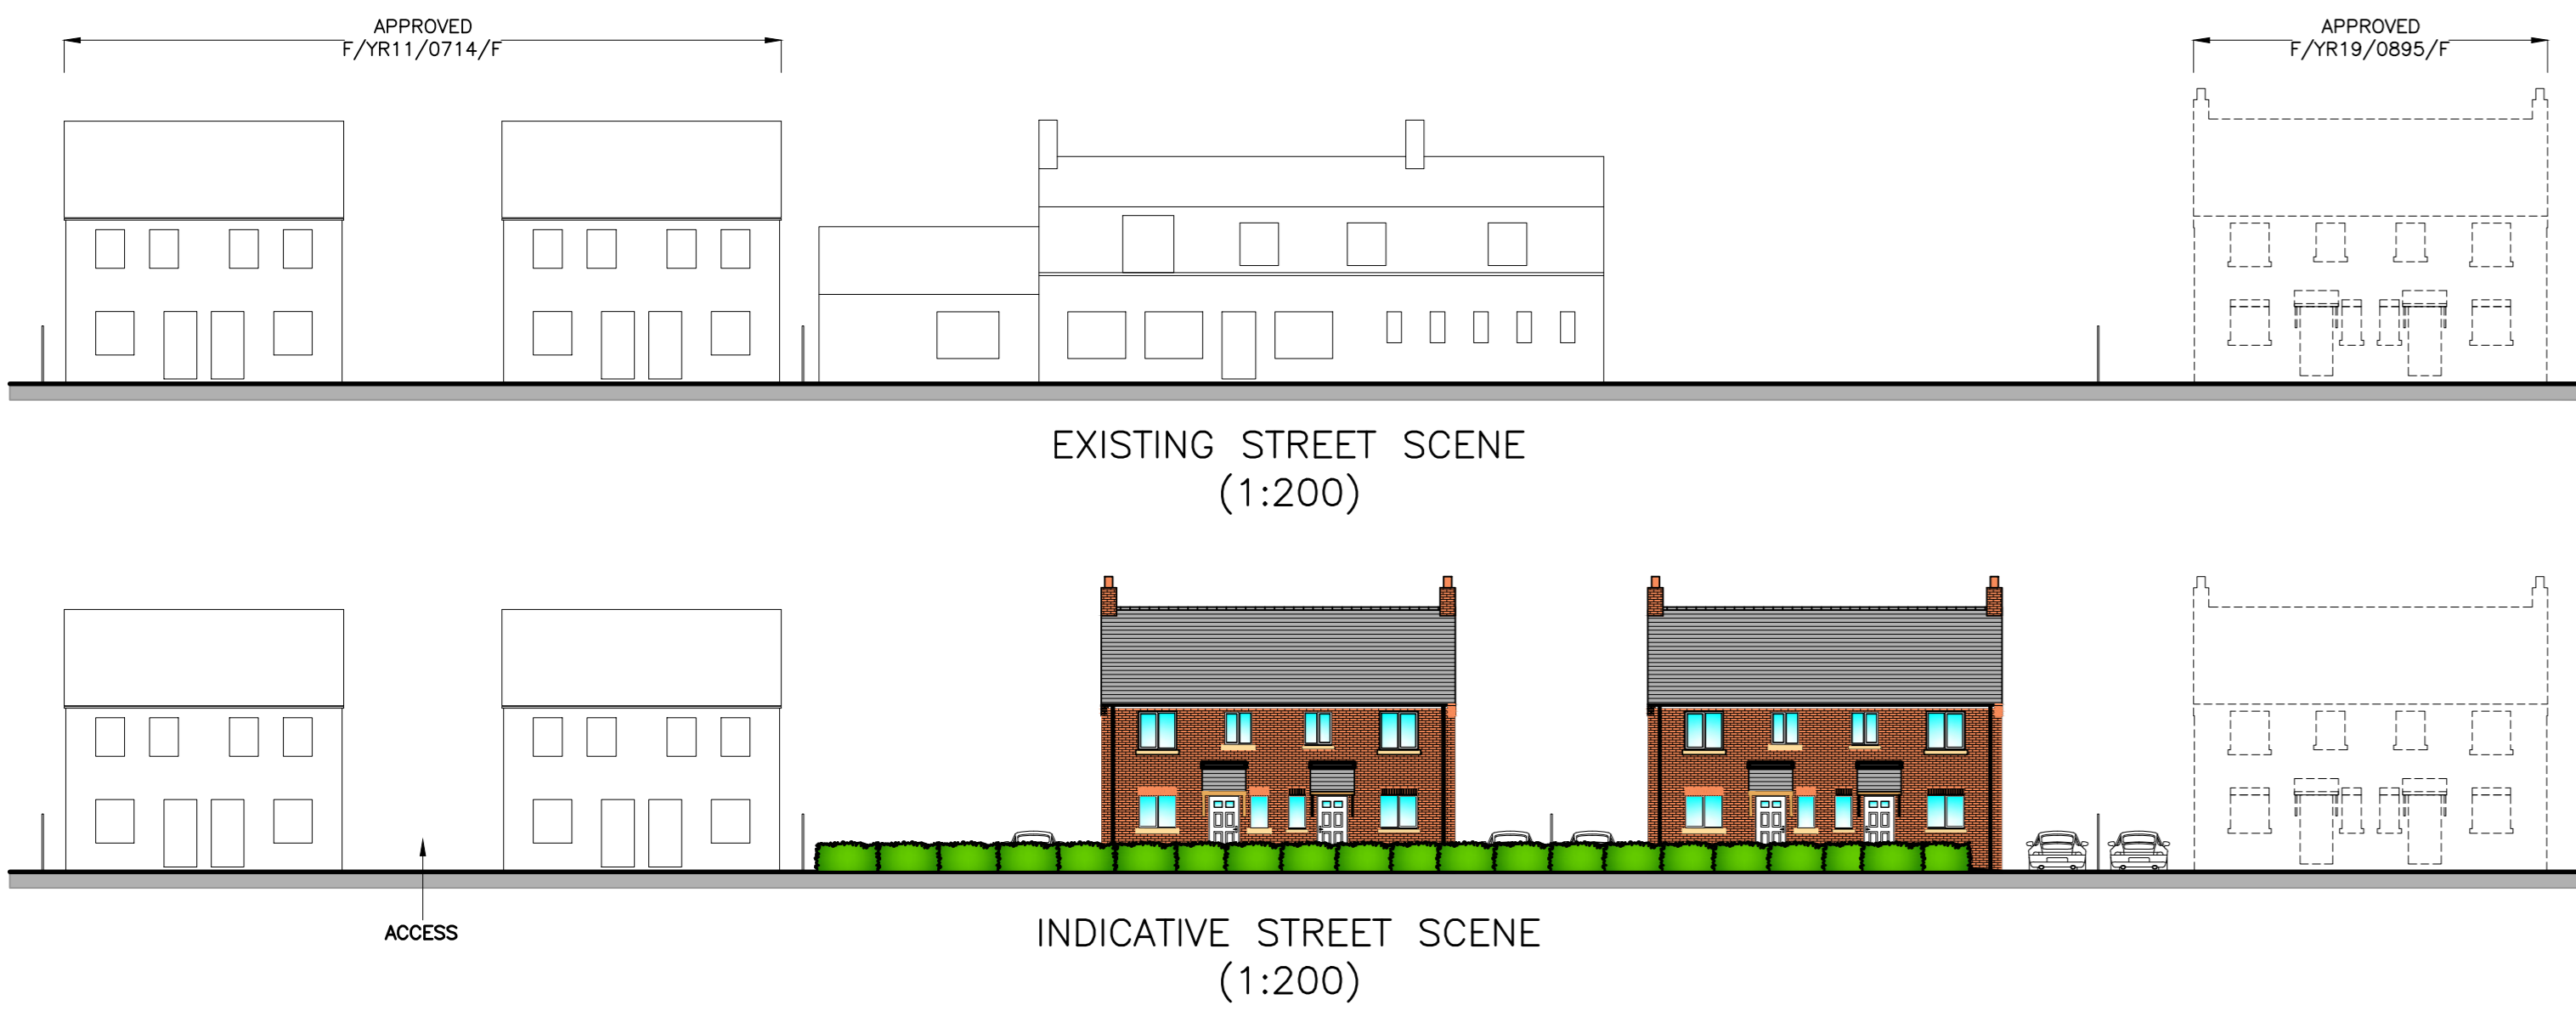 APPROVED
F/YR11/0714/F
APPROVED
F/YR19/0895/F
EXISTING STREET SCENE
(1:200)
ACCESS
INDICATIVE STREET SCENE
(1:200)